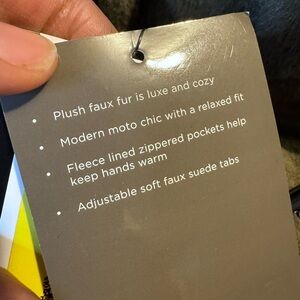 • Plush faux fur is luxe and cozy
• Modern moto chic with a relaxed fit
• Fleece lined zippered pockets help
keep hands warm
• Adjustable soft faux suede tabs